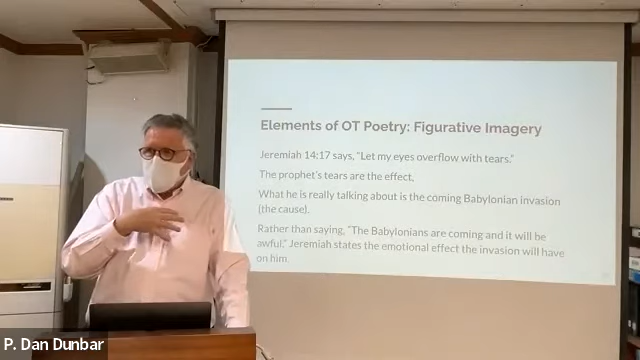 Elements of OT Poetry: Figurative Imagery
Jeremiah 14:17 says, "Let my eyes overflow with tears."
The prophet's tears are the effect.
What he is really talking about is the coming Babylonian invasion
(the cause).
Rather than saying, "The Babylonians are coming and it will be
awful." Jeremiah states the emotional effect the invasion will have
on him.
P. Dan Dunbar